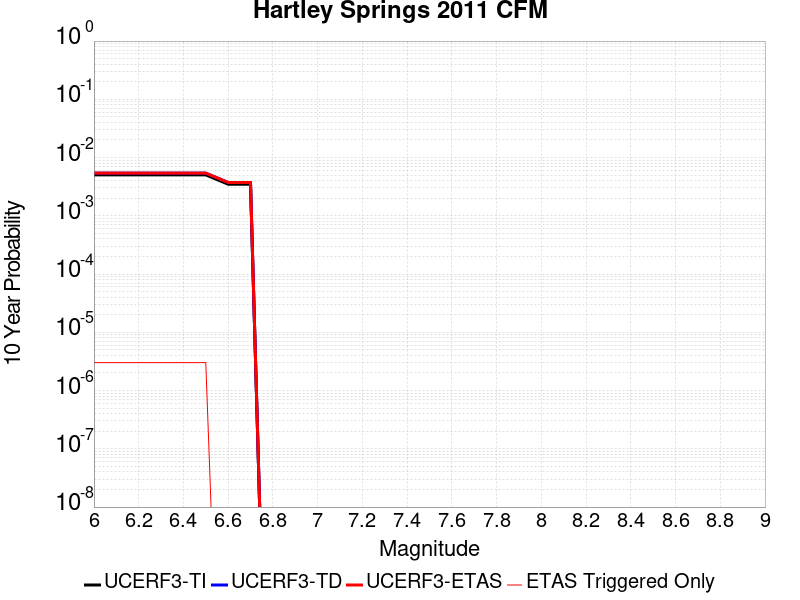 Hartley Springs 2011 CFM
10 0
10 -1
10 -2
10 -3
10 -4
10 -5
10 -6
10 -7
10 -8
10 Year Probability
6 6.2 6.4 6.6 6.8 7 7.2 7.4 7.6 7.8 8 8.2 8.4 8.6 8.8 9
Magnitude
UCERF3-TI UCERF3-TD UCERF3-ETAS ETAS Triggered Only